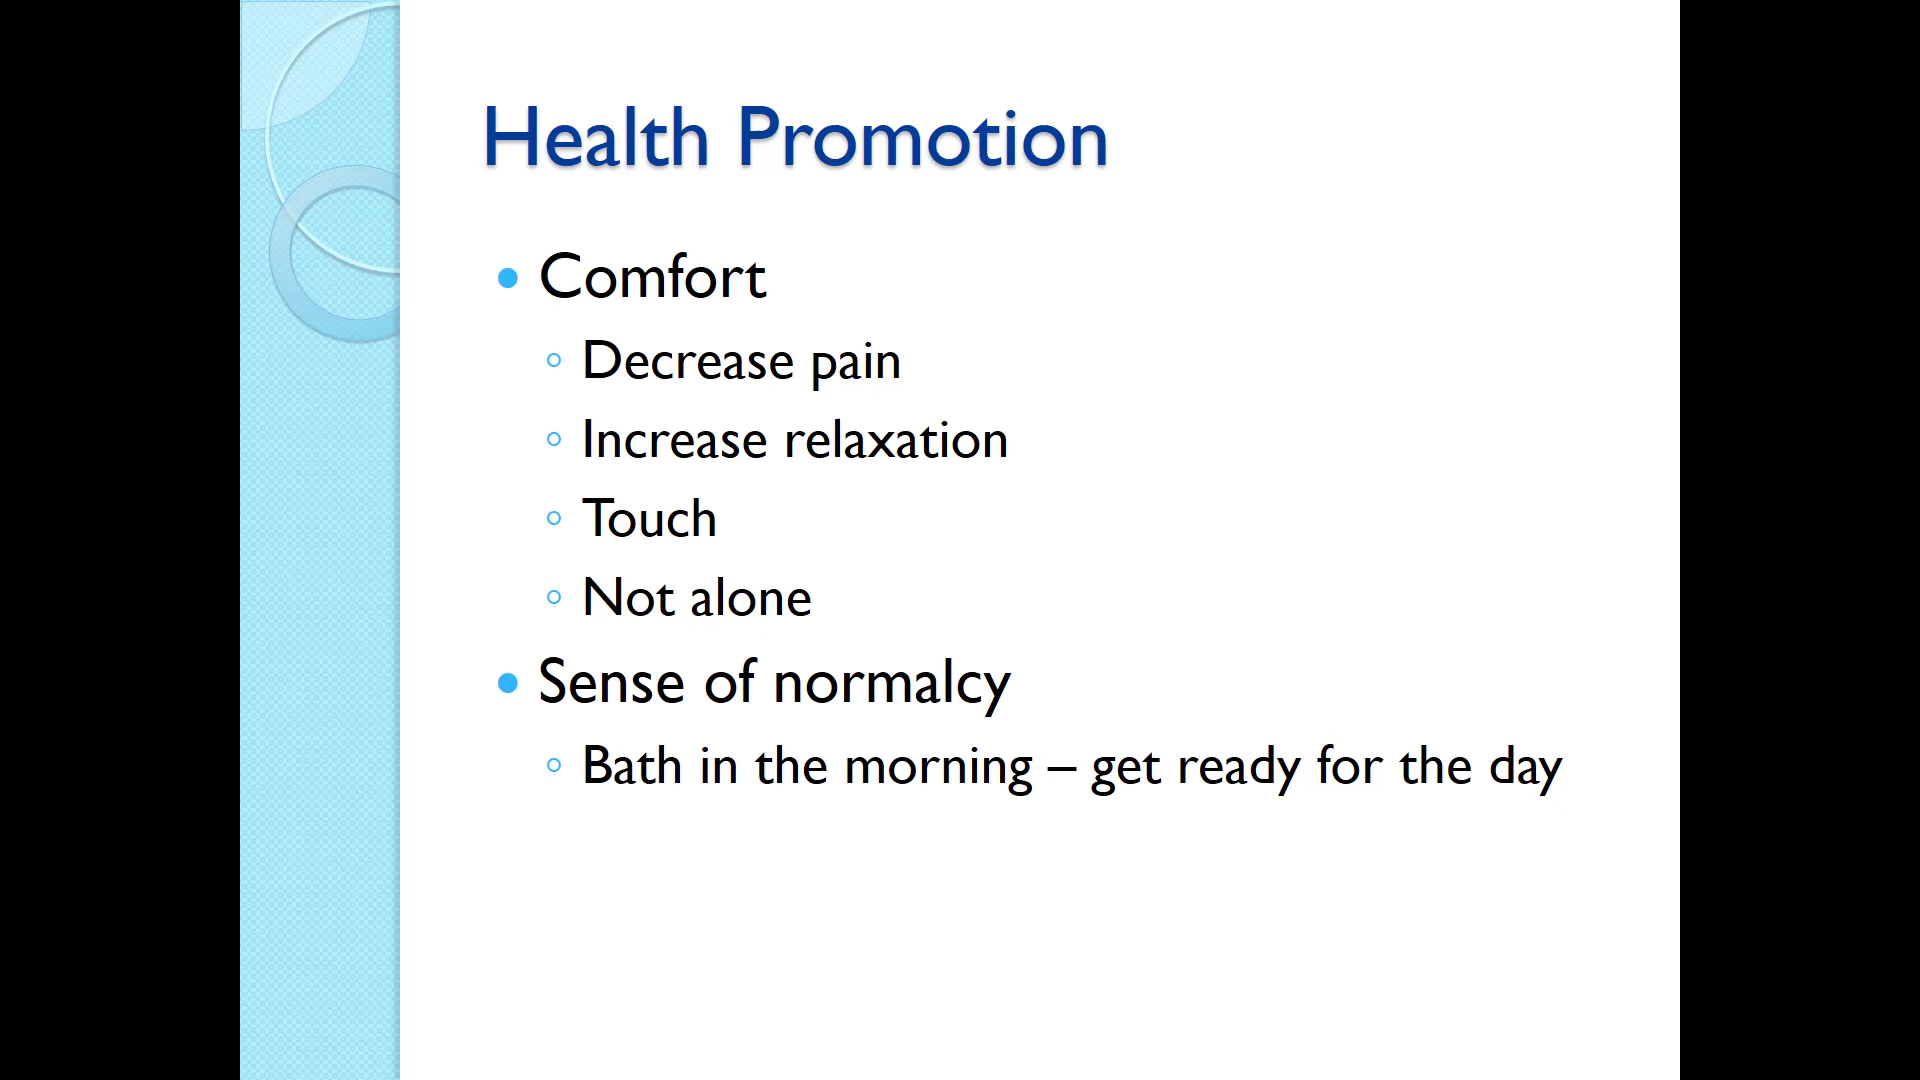 Health Promotion
• Comfort
◦ Decrease pain
◦ Increase relaxation
◦ Touch
◦ Not alone
• Sense of normalcy
◦ Bath in the morning – get ready for the day